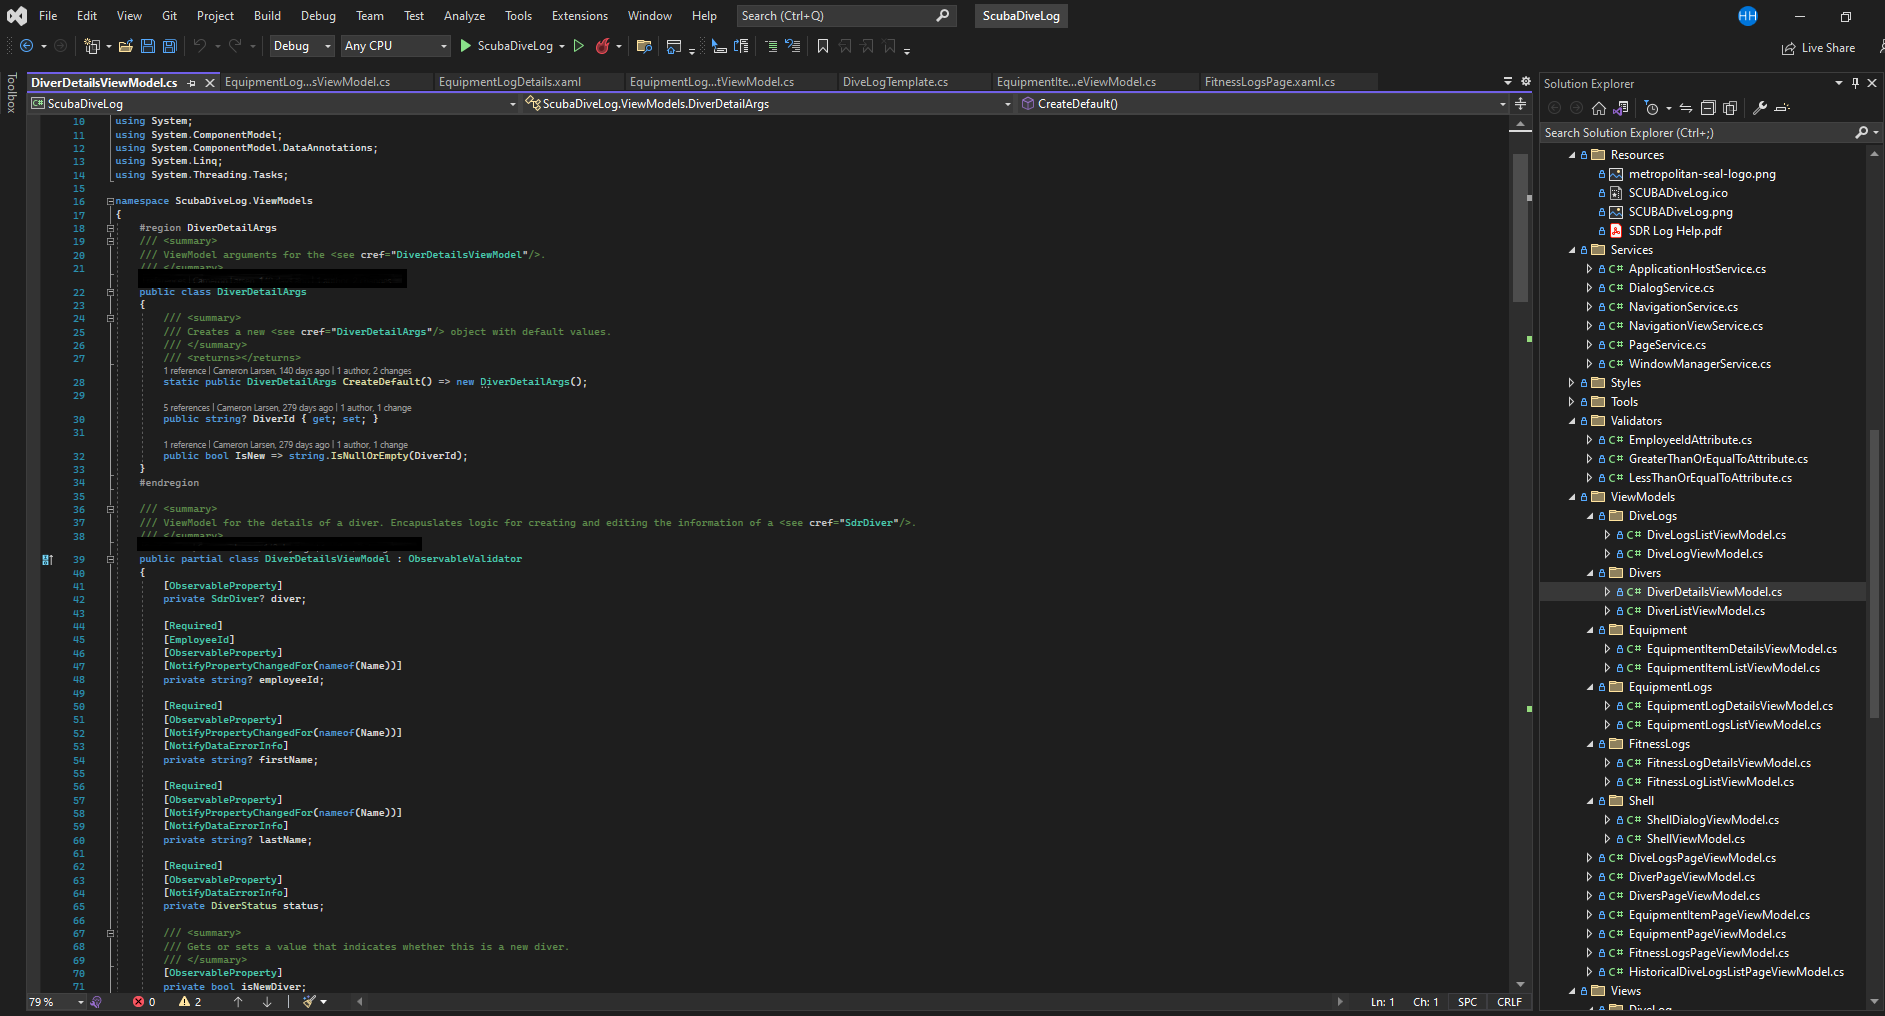 File Edit View Git Project Build Debug Team Test Analyze Tools Extensions Window Help Search (Ctrl+Q) ScubaDiveLog HH
Debug Any CPU ScubaDiveLog Live Share
Toolbox
DiverDetailsViewModel.cs EquipmentLog...sViewModel.cs EquipmentLogDetails.xaml EquipmentLog...tViewModel.cs DiveLogTemplate.cs EquipmentIte...eViewModel.cs FitnessLogsPage.xaml.cs
ScubaDiveLog ScubaDiveLog.ViewModels.DiverDetailArgs CreateDefault()
10 using System;
11 using System.ComponentModel;
12 using System.ComponentModel.DataAnnotations;
13 using System.Linq;
14 using System.Threading.Tasks;
15
16 namespace ScubaDiveLog.ViewModels
17 {
18 #region DiverDetailArgs
19 /// <summary>
20 /// ViewModel arguments for the <see cref="DiverDetailsViewModel"/>.
21 /// </summary>
22 public class DiverDetailArgs
23 {
24 /// <summary>
25 /// Creates a new <see cref="DiverDetailArgs"/> object with default values.
26 /// </summary>
27 /// <returns></returns>
1 reference | Cameron Larsen, 140 days ago | 1 author, 2 changes
28 static public DiverDetailArgs CreateDefault() => new DiverDetailArgs();
29
5 references | Cameron Larsen, 279 days ago | 1 author, 1 change
30 public string? DiverId { get; set; }
31
1 reference | Cameron Larsen, 279 days ago | 1 author, 1 change
32 public bool IsNew => string.IsNullOrEmpty(DiverId);
33 }
34 #endregion
35
36 /// <summary>
37 /// ViewModel for the details of a diver. Encapuslates logic for creating and editing the information of a <see cref="SdrDiver"/>.
38 /// </summary>
39 public partial class DiverDetailsViewModel : ObservableValidator
40 {
41 [ObservableProperty]
42 private SdrDiver? diver;
43
44 [Required]
45 [EmployeeId]
46 [ObservableProperty]
47 [NotifyPropertyChangedFor(nameof(Name))]
48 private string? employeeId;
49
50 [Required]
51 [ObservableProperty]
52 [NotifyPropertyChangedFor(nameof(Name))]
53 [NotifyDataErrorInfo]
54 private string? firstName;
55
56 [Required]
57 [ObservableProperty]
58 [NotifyPropertyChangedFor(nameof(Name))]
59 [NotifyDataErrorInfo]
60 private string? lastName;
61
62 [Required]
63 [ObservableProperty]
64 [NotifyDataErrorInfo]
65 private DiverStatus status;
66
67 /// <summary>
68 /// Gets or sets a value that indicates whether this is a new diver.
69 /// </summary>
70 [ObservableProperty]
71 private bool isNewDiver;
79 % 0 2 Ln: 1 Ch: 1 SPC CRLF
Solution Explorer
Search Solution Explorer (Ctrl+;)
Resources
metropolitan-seal-logo.png
SCUBADiveLog.ico
SCUBADiveLog.png
SDR Log Help.pdf
Services
C# ApplicationHostService.cs
C# DialogService.cs
C# NavigationService.cs
C# NavigationViewService.cs
C# PageService.cs
C# WindowManagerService.cs
Styles
Tools
Validators
C# EmployeeIdAttribute.cs
C# GreaterThanOrEqualToAttribute.cs
C# LessThanOrEqualToAttribute.cs
ViewModels
DiveLogs
C# DiveLogsListViewModel.cs
C# DiveLogViewModel.cs
Divers
C# DiverDetailsViewModel.cs
C# DiverListViewModel.cs
Equipment
C# EquipmentItemDetailsViewModel.cs
C# EquipmentItemListViewModel.cs
EquipmentLogs
C# EquipmentLogDetailsViewModel.cs
C# EquipmentLogsListViewModel.cs
FitnessLogs
C# FitnessLogDetailsViewModel.cs
C# FitnessLogListViewModel.cs
Shell
C# ShellDialogViewModel.cs
C# ShellViewModel.cs
C# DiveLogsPageViewModel.cs
C# DiverPageViewModel.cs
C# DiversPageViewModel.cs
C# EquipmentItemPageViewModel.cs
C# EquipmentPageViewModel.cs
C# FitnessLogsPageViewModel.cs
C# HistoricalDiveLogsListPageViewModel.cs
Views
DiveLog